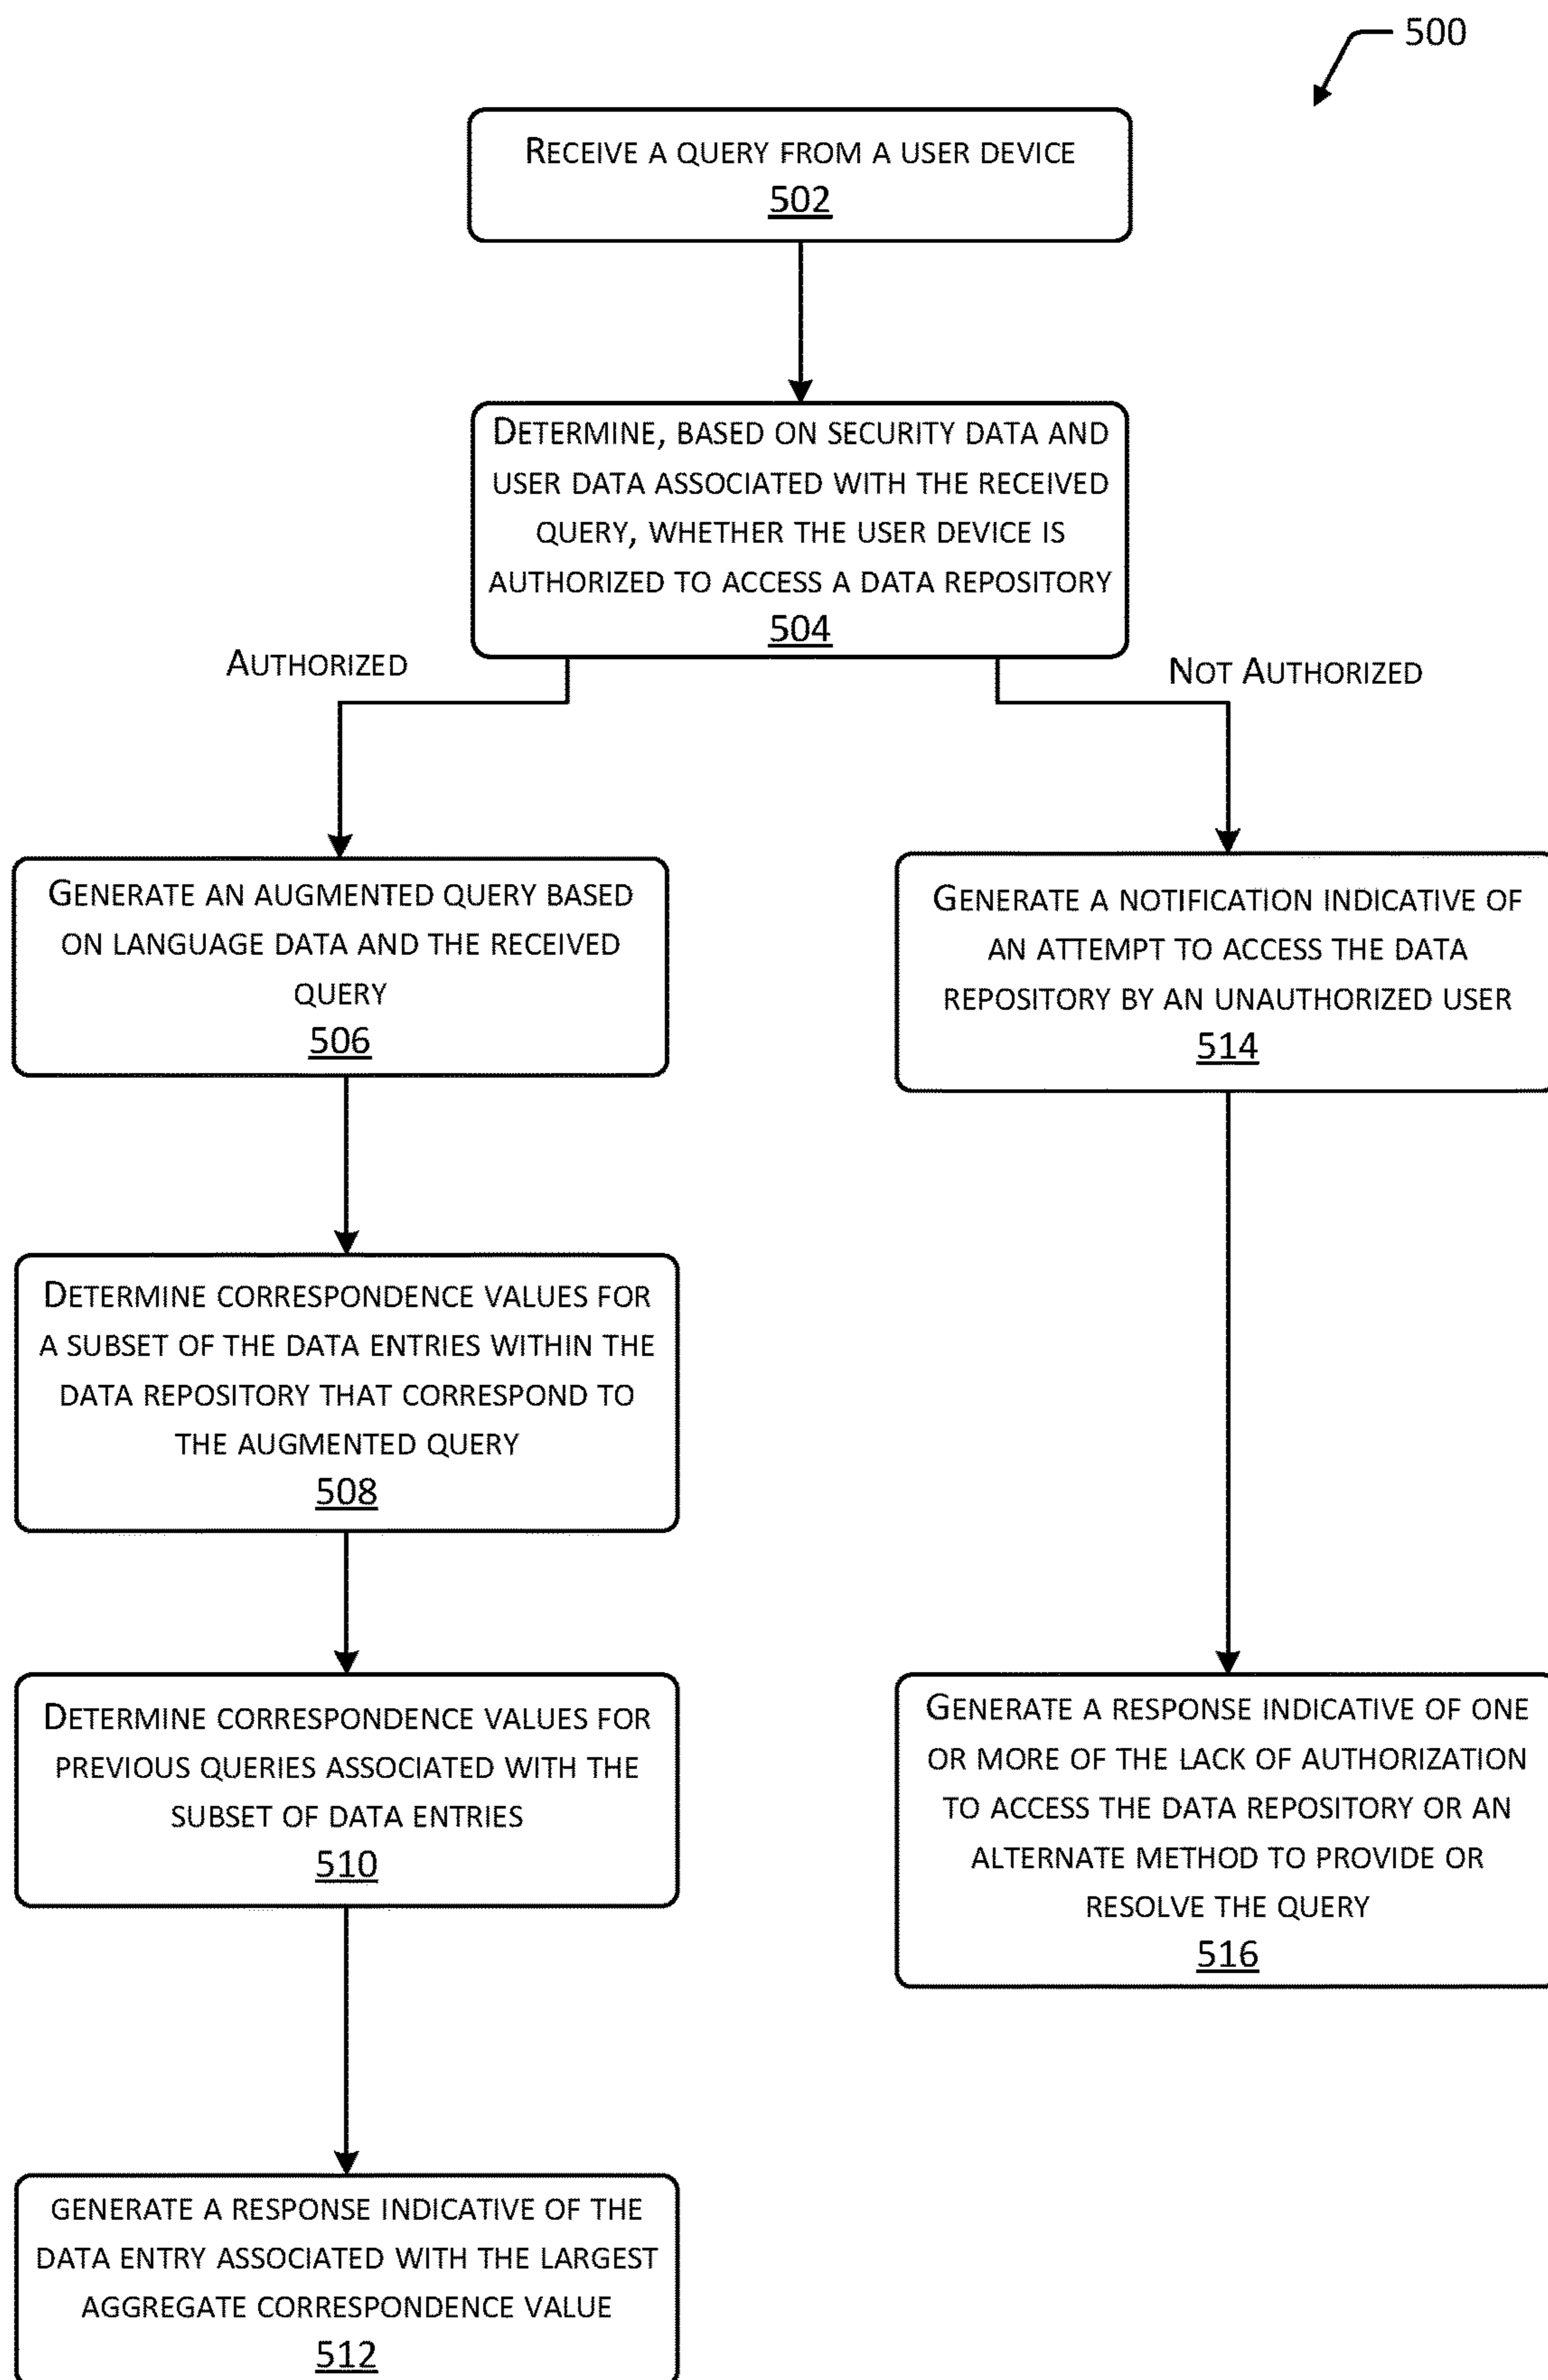 500
RECEIVE A QUERY FROM A USER DEVICE
502
DETERMINE, BASED ON SECURITY DATA AND
USER DATA ASSOCIATED WITH THE RECEIVED
QUERY, WHETHER THE USER DEVICE IS
AUTHORIZED TO ACCESS A DATA REPOSITORY
504
AUTHORIZED
NOT AUTHORIZED
GENERATE AN AUGMENTED QUERY BASED
ON LANGUAGE DATA AND THE RECEIVED
QUERY
506
DETERMINE CORRESPONDENCE VALUES FOR
A SUBSET OF THE DATA ENTRIES WITHIN THE
DATA REPOSITORY THAT CORRESPOND TO
THE AUGMENTED QUERY
508
DETERMINE CORRESPONDENCE VALUES FOR
PREVIOUS QUERIES ASSOCIATED WITH THE
SUBSET OF DATA ENTRIES
510
GENERATE A RESPONSE INDICATIVE OF THE
DATA ENTRY ASSOCIATED WITH THE LARGEST
AGGREGATE CORRESPONDENCE VALUE
512
GENERATE A NOTIFICATION INDICATIVE OF
AN ATTEMPT TO ACCESS THE DATA
REPOSITORY BY AN UNAUTHORIZED USER
514
GENERATE A RESPONSE INDICATIVE OF ONE
OR MORE OF THE LACK OF AUTHORIZATION
TO ACCESS THE DATA REPOSITORY OR AN
ALTERNATE METHOD TO PROVIDE OR
RESOLVE THE QUERY
516